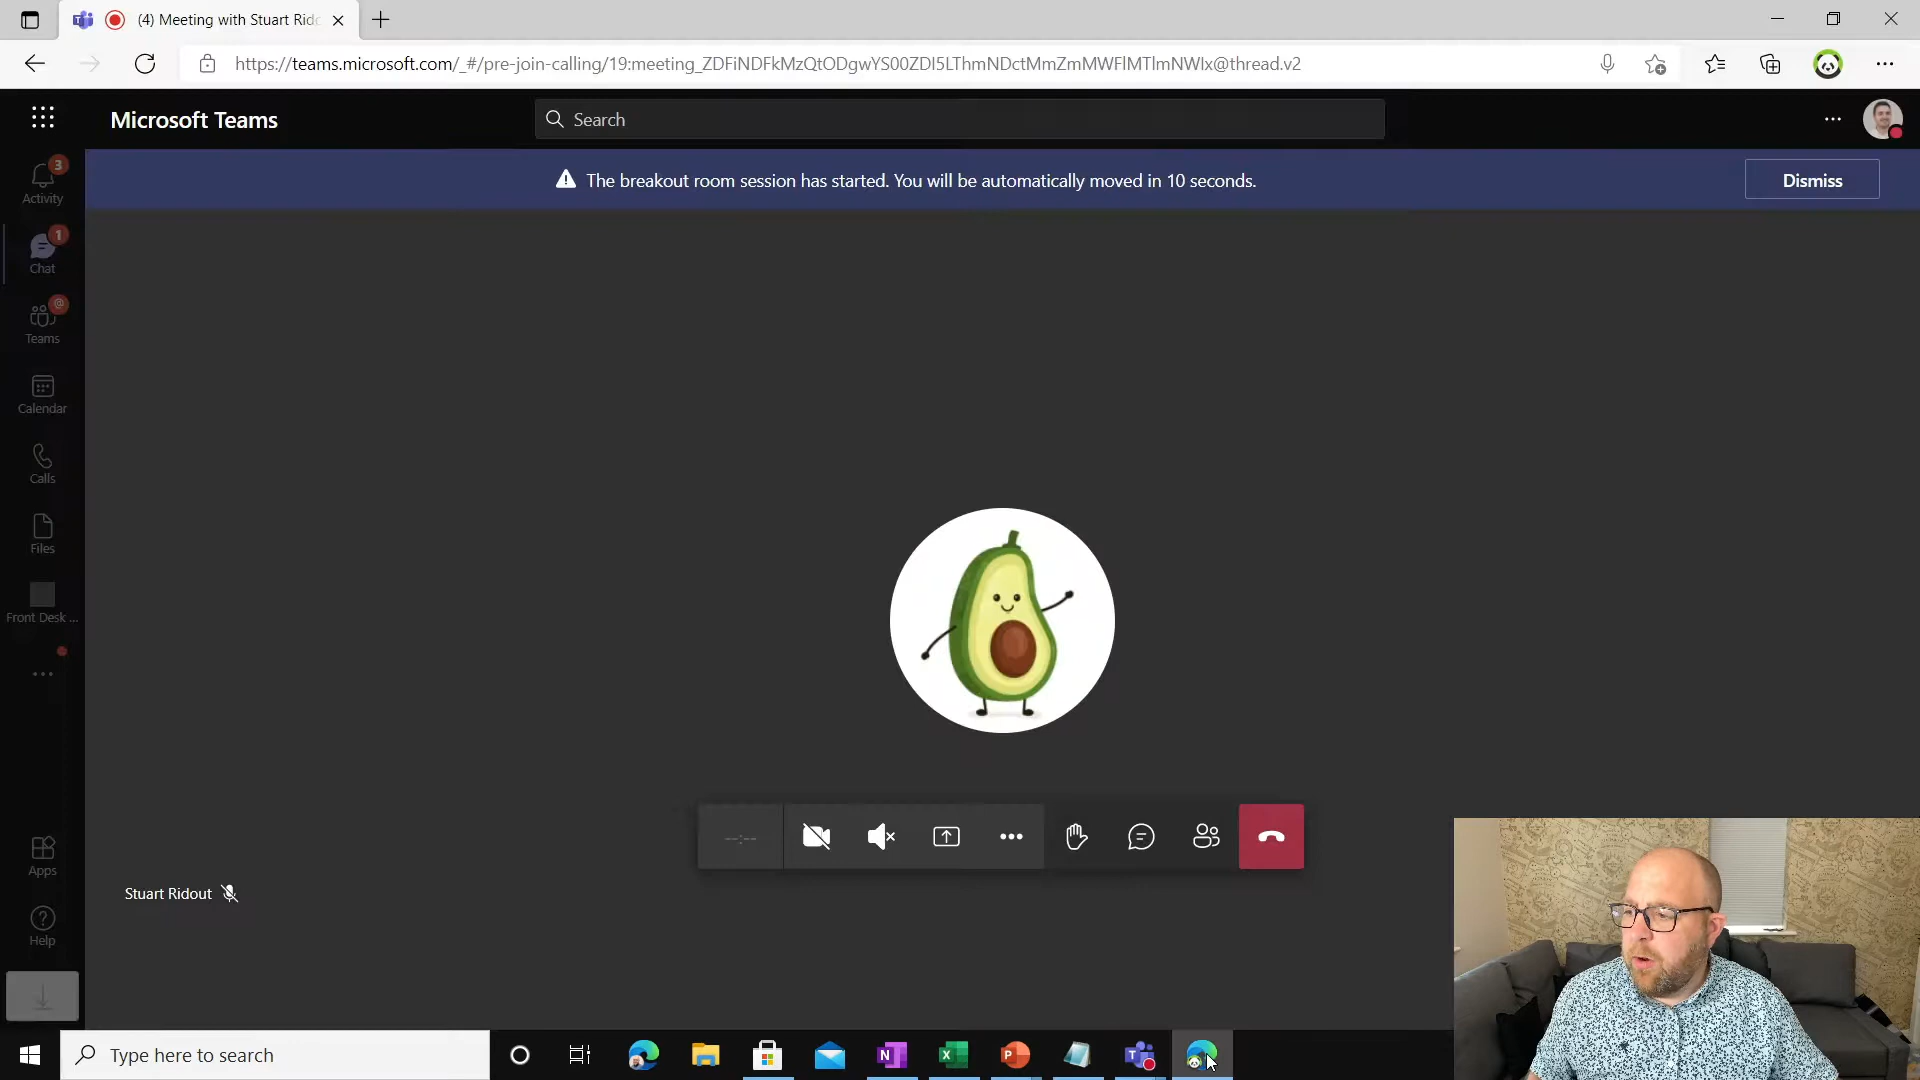 (4) Meeting with Stuart Rido
https://teams.microsoft.com/_#/pre-join-calling/19:meeting_ZDFiNDFkMzQtODgwYS00ZDI5LThmNDctMmZmMWFlMTlmNWIx@thread.v2
Microsoft Teams
Search
The breakout room session has started. You will be automatically moved in 10 seconds.
Dismiss
3
Activity
1
Chat
@
Teams
Calendar
Calls
Files
Front Desk ...
Apps
Help
--:--
Stuart Ridout
Type here to search
N
X
P
T